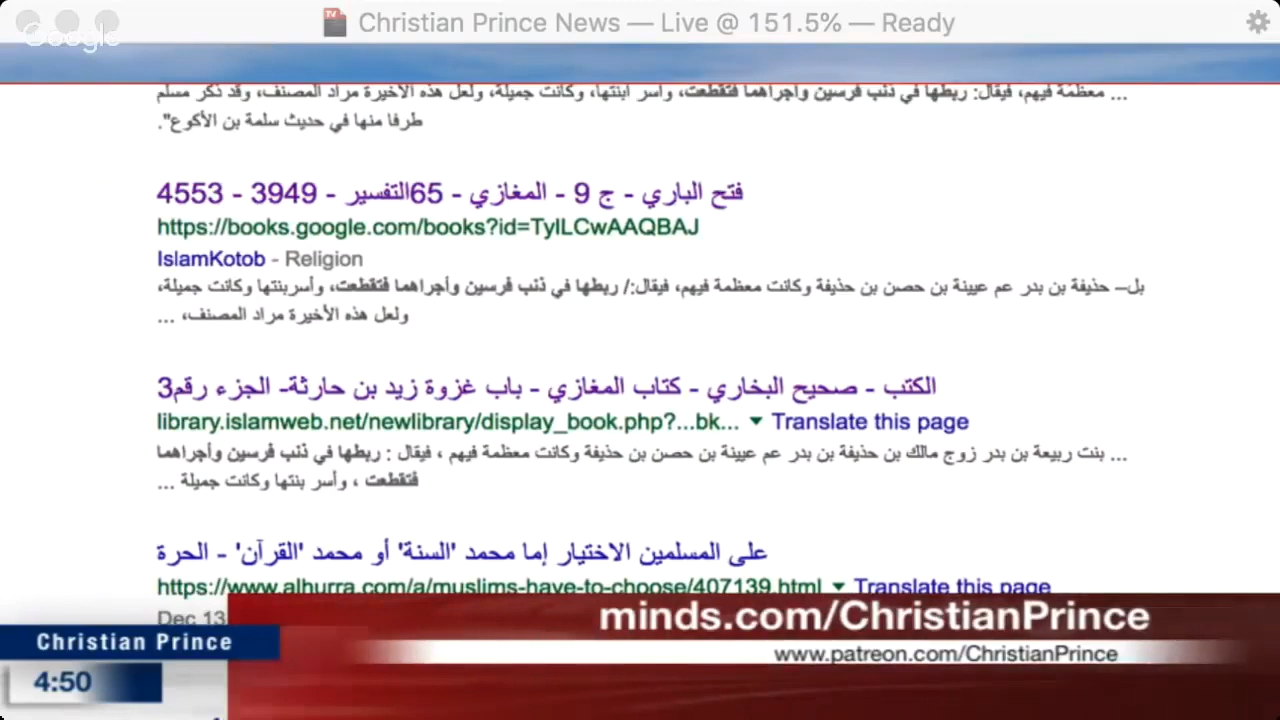 Christian Prince News — Live @ 151.5% — Ready
Google
... معظمة فيهم، فيقال: ربطها في ذنب فرسين وأجراهما فتقطعت، وأسر ابنتها، وكانت جميلة، ولعل هذه الأخيرة مراد المصنف، وقد ذكر مسلم
طرفا منها في حديث سلمة بن الأكوع".
فتح الباري - ج 9 - المغازي - 65التفسير - 3949 - 4553
https://books.google.com/books?id=TyILCwAAQBAJ
IslamKotob - Religion
بل– حذيفة بن بدر عم عيينة بن حصن بن حذيفة وكانت معظمة فيهم، فيقال:/ ربطها في ذنب فرسين وأجراهما فتقطعت، وأسربنتها وكانت جميلة،
ولعل هذه الأخيرة مراد المصنف، ...
الكتب - صحيح البخاري - كتاب المغازي - باب غزوة زيد بن حارثة- الجزء رقم3
library.islamweb.net/newlibrary/display_book.php?...bk... ▼ Translate this page
... بنت ربيعة بن بدر زوج مالك بن حذيفة بن بدر عم عيينة بن حصن بن حذيفة وكانت معظمة فيهم ، فيقال : ربطها في ذنب فرسين وأجراهما
فتقطعت ، وأسر بنتها وكانت جميلة ...
على المسلمين الاختيار إما محمد 'السنة' أو محمد 'القرآن' - الحرة
https://www.alhurra.com/a/muslims-have-to-choose/407139.html ▼ Translate this page
Dec 13
minds.com/ChristianPrince
Christian Prince
www.patreon.com/ChristianPrince
4:50